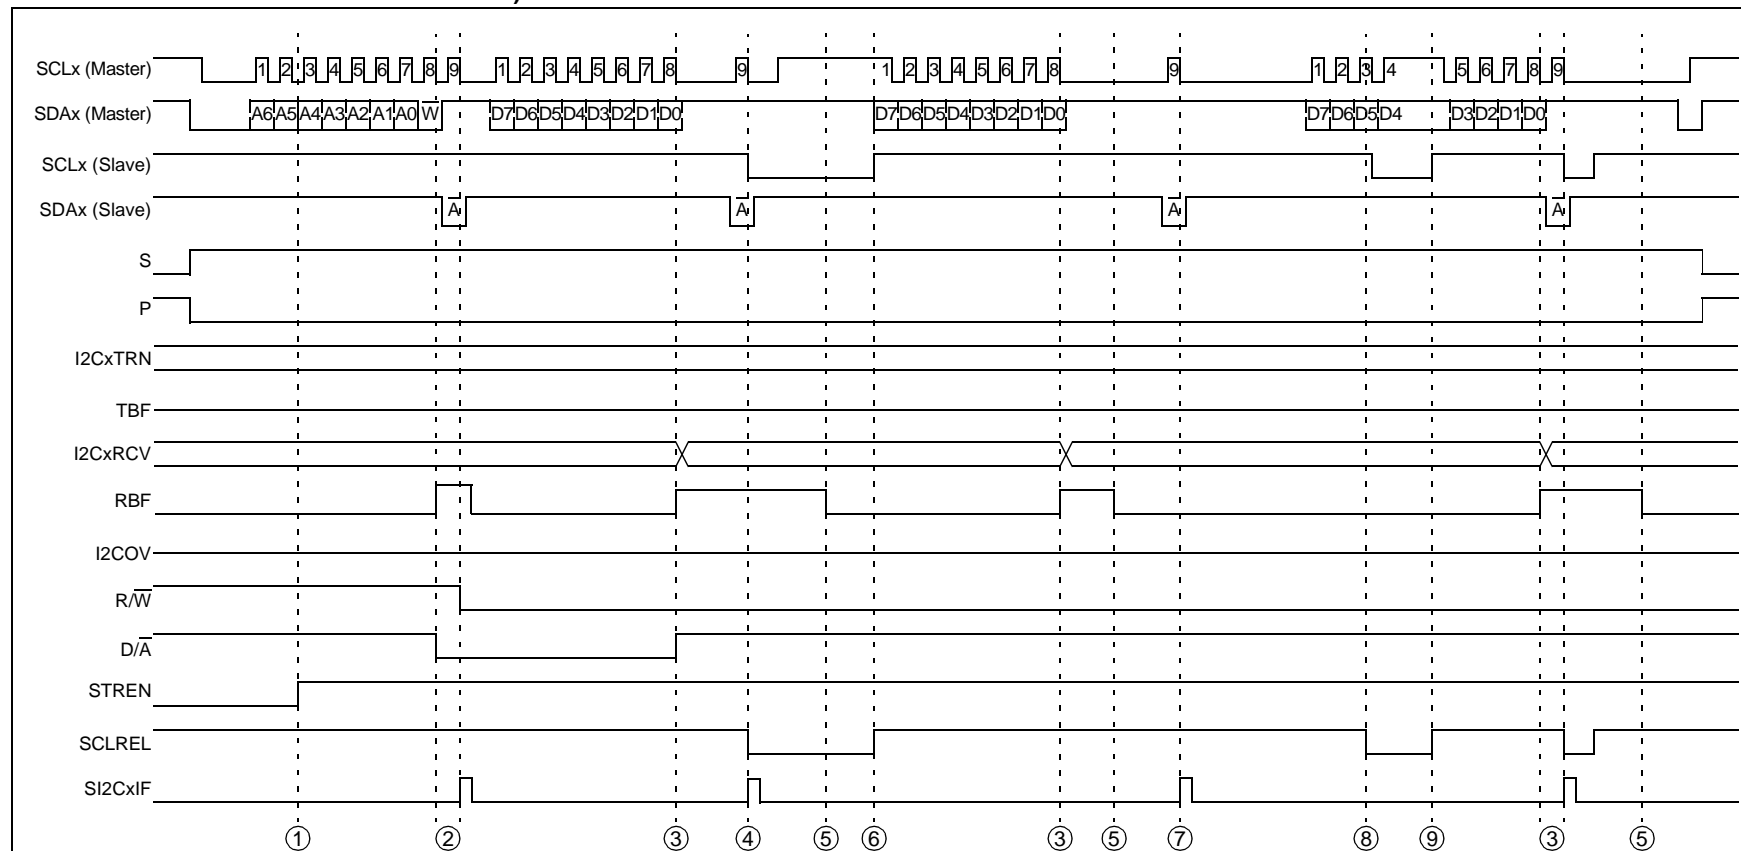 SCLx (Master) 1 2 3 4 5 6 7 8 9 1 2 3 4 5 6 7 8 9 1 2 3 4 5 6 7 8 9 1 2 3 4 5 6 7 8 9
SDAx (Master) A6 A5 A4 A3 A2 A1 A0 W̅ D7 D6 D5 D4 D3 D2 D1 D0 D7 D6 D5 D4 D3 D2 D1 D0 D7 D6 D5 D4 D3 D2 D1 D0
SCLx (Slave)
SDAx (Slave) A̅ A̅ A̅ A̅
S
P
I2CxTRN
TBF
I2CxRCV
RBF
I2COV
R/W̅
D/A̅
STREN
SCLREL
SI2CxIF
① ② ③ ④ ⑤ ⑥ ③ ⑤ ⑦ ⑧ ⑨ ③ ⑤